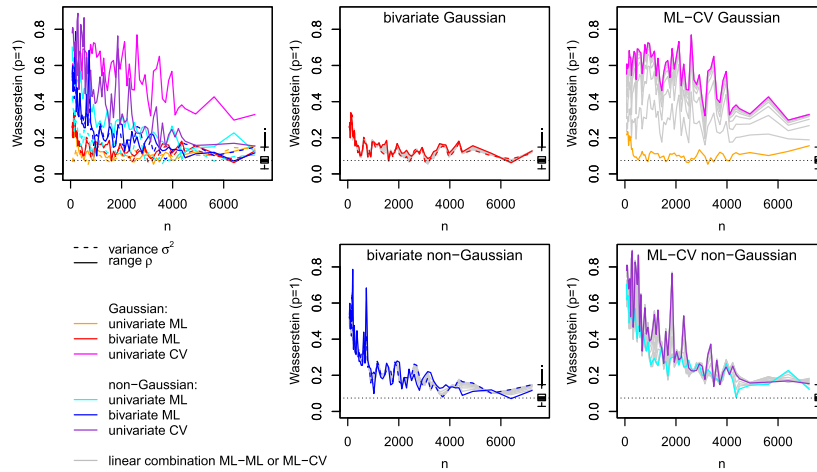 bivariate Gaussian
ML−CV Gaussian
Wasserstein (p=1)
0.0 0.2 0.4 0.6 0.8
0 2000 4000 6000
n
Wasserstein (p=1)
0.0 0.2 0.4 0.6 0.8
0 2000 4000 6000
n
Wasserstein (p=1)
0.0 0.2 0.4 0.6 0.8
0 2000 4000 6000
n
variance σ²
range ρ
Gaussian:
univariate ML
bivariate ML
univariate CV
non−Gaussian:
univariate ML
bivariate ML
univariate CV
linear combination ML−ML or ML−CV
bivariate non−Gaussian
Wasserstein (p=1)
0.0 0.2 0.4 0.6 0.8
0 2000 4000 6000
n
ML−CV non−Gaussian
Wasserstein (p=1)
0.0 0.2 0.4 0.6 0.8
0 2000 4000 6000
n